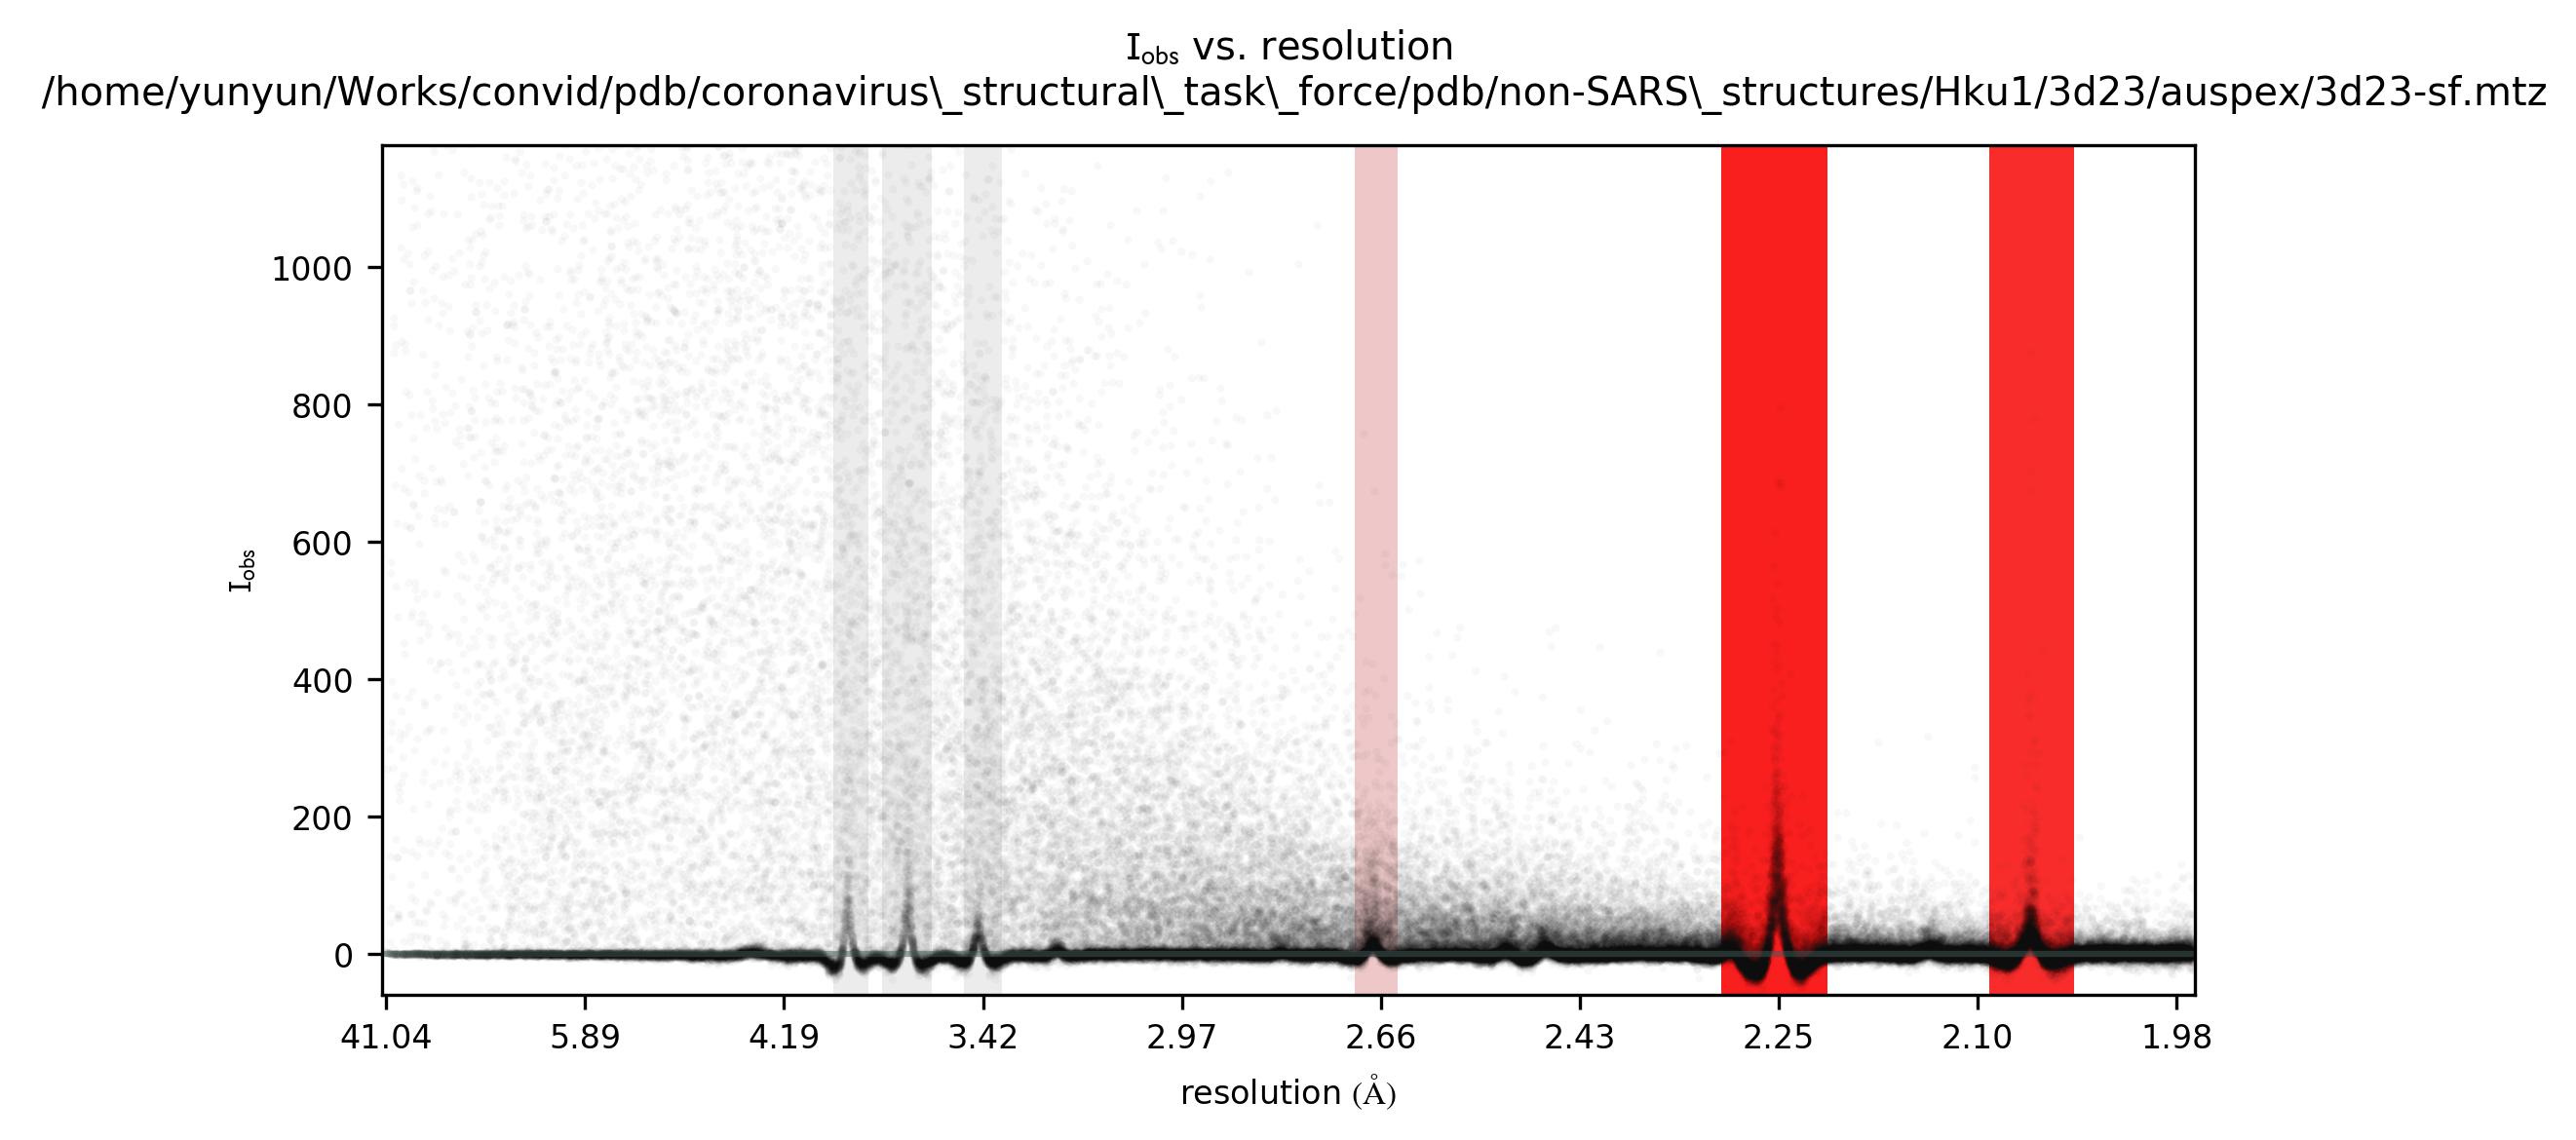 I_obs vs. resolution
/home/yunyun/Works/convid/pdb/coronavirus\_structural\_task\_force/pdb/non-SARS\_structures/Hku1/3d23/auspex/3d23-sf.mtz
1000
800
600
400
200
0
I_obs
41.04 5.89 4.19 3.42 2.97 2.66 2.43 2.25 2.10 1.98
resolution (Å)